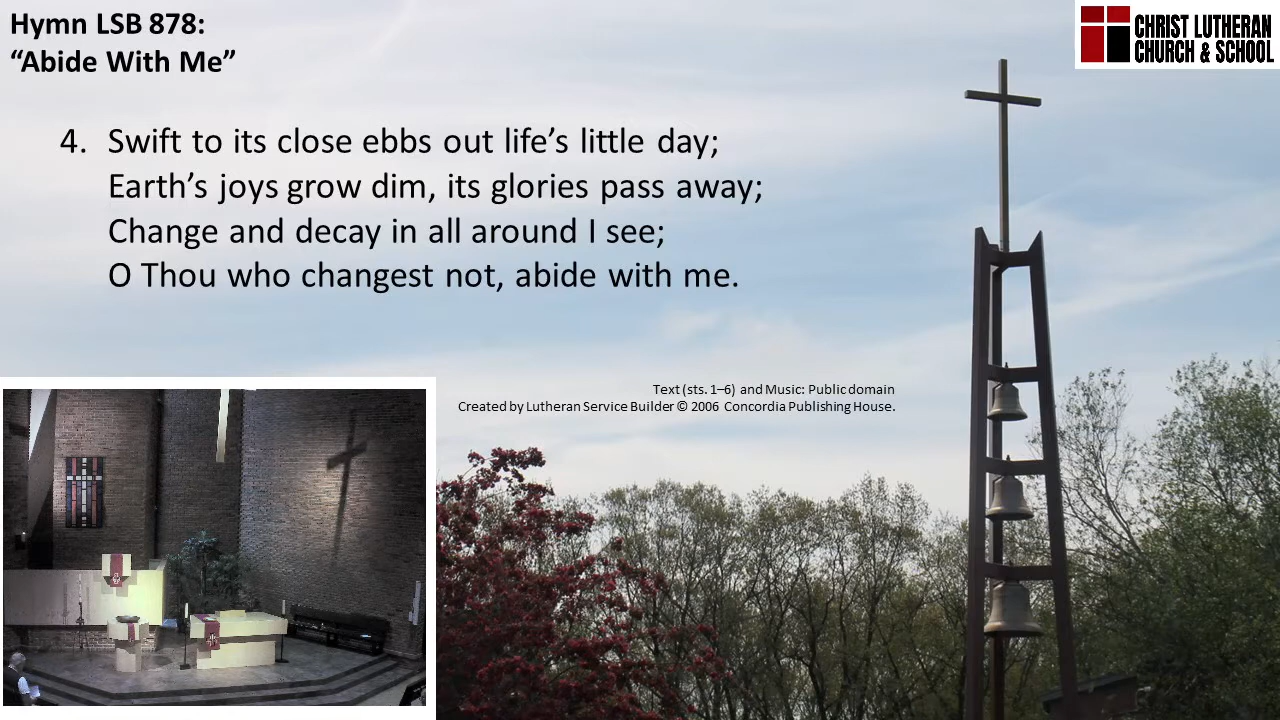 Hymn LSB 878:
“Abide With Me”
CHRIST LUTHERAN
CHURCH & SCHOOL
4. Swift to its close ebbs out life’s little day;
Earth’s joys grow dim, its glories pass away;
Change and decay in all around I see;
O Thou who changest not, abide with me.
Text (sts. 1–6) and Music: Public domain
Created by Lutheran Service Builder © 2006 Concordia Publishing House.